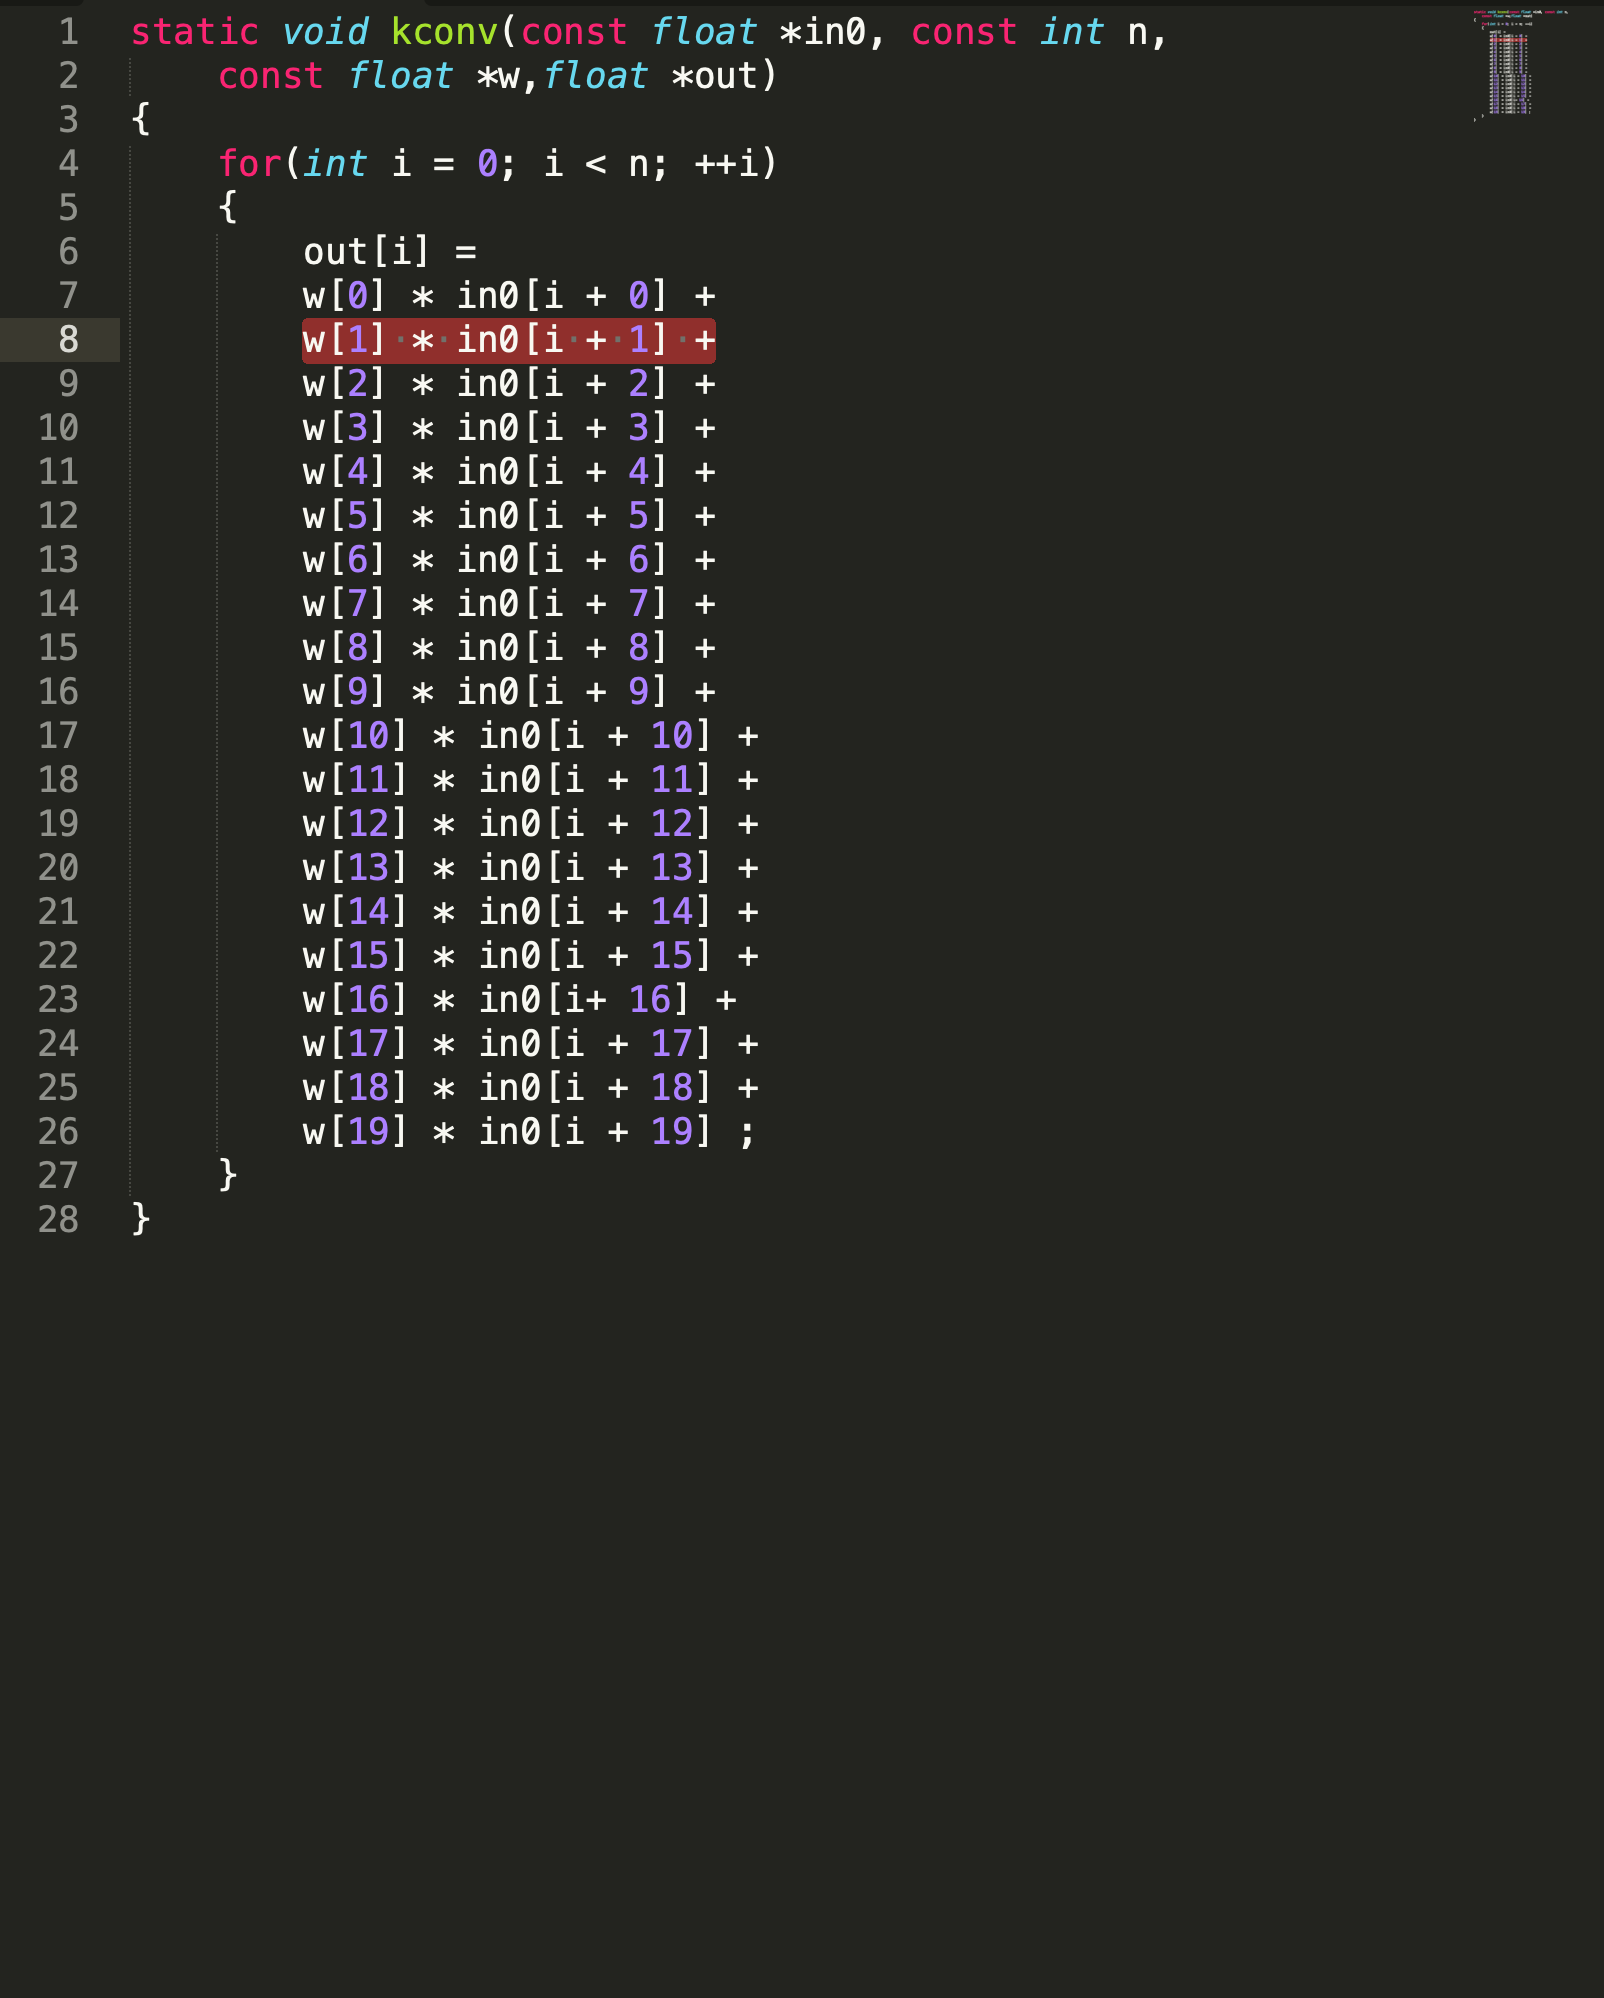 1 static void kconv(const float *in0, const int n,
2 const float *w,float *out)
3 {
4 for(int i = 0; i < n; ++i)
5 {
6 out[i] =
7 w[0] * in0[i + 0] +
8 w[1] * in0[i + 1] +
9 w[2] * in0[i + 2] +
10 w[3] * in0[i + 3] +
11 w[4] * in0[i + 4] +
12 w[5] * in0[i + 5] +
13 w[6] * in0[i + 6] +
14 w[7] * in0[i + 7] +
15 w[8] * in0[i + 8] +
16 w[9] * in0[i + 9] +
17 w[10] * in0[i + 10] +
18 w[11] * in0[i + 11] +
19 w[12] * in0[i + 12] +
20 w[13] * in0[i + 13] +
21 w[14] * in0[i + 14] +
22 w[15] * in0[i + 15] +
23 w[16] * in0[i+ 16] +
24 w[17] * in0[i + 17] +
25 w[18] * in0[i + 18] +
26 w[19] * in0[i + 19] ;
27 }
28 }